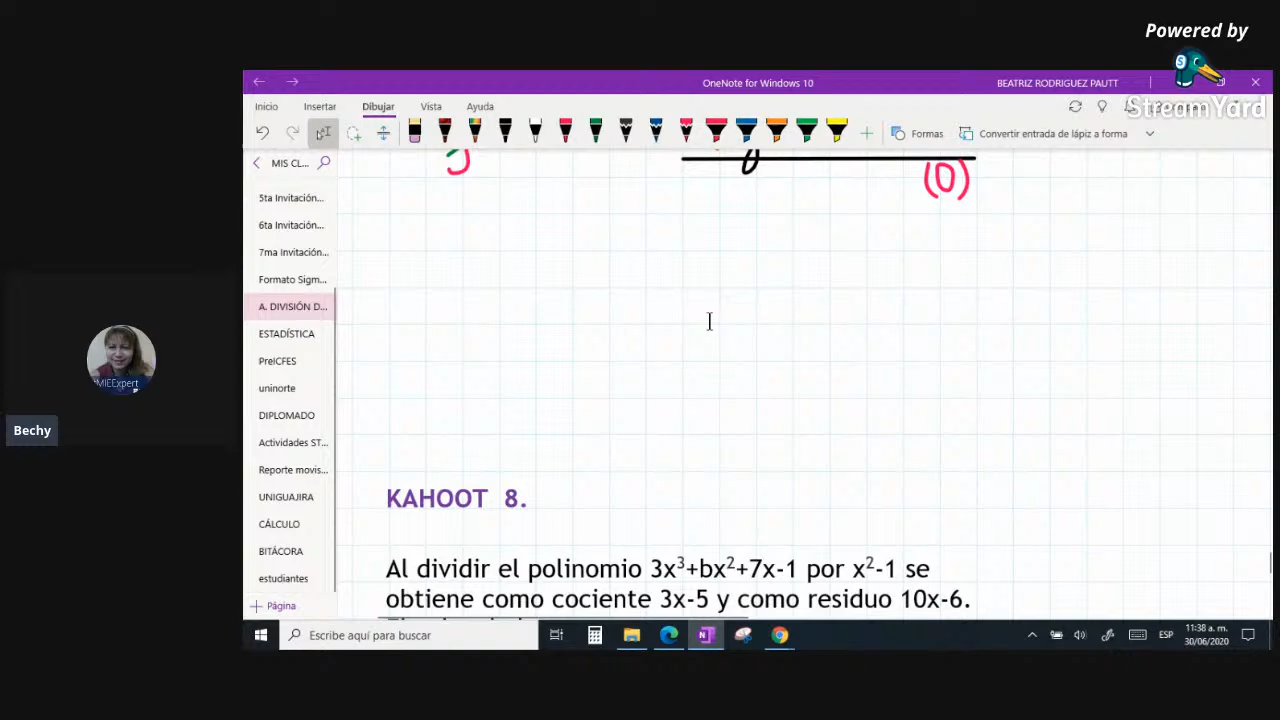 Powered by
StreamYard
OneNote for Windows 10
BEATRIZ RODRIGUEZ PAUTT
Inicio
Insertar
Dibujar
Vista
Ayuda
Formas
Convertir entrada de lápiz a forma
MIS CL...
5ta Invitación...
6ta Invitación...
7ma Invitación...
Formato Sigm...
A. DIVISIÓN D...
ESTADÍSTICA
PreICFES
uninorte
DIPLOMADO
Actividades ST...
Reporte movis...
UNIGUAJIRA
CÁLCULO
BITÁCORA
estudiantes
+ Página
(0)
KAHOOT 8.
Al dividir el polinomio 3x³+bx²+7x-1 por x²-1 se
obtiene como cociente 3x-5 y como residuo 10x-6.
MIEExpert
Bechy
Escribe aquí para buscar
ESP
11:38 a. m.
30/06/2020